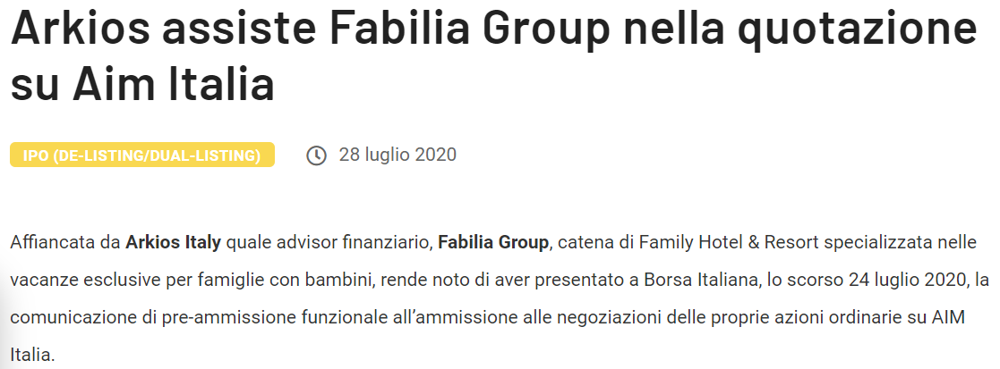 Arkios assiste Fabilia Group nella quotazione
su Aim Italia
IPO (DE-LISTING/DUAL-LISTING) 28 luglio 2020
Affiancata da Arkios Italy quale advisor finanziario, Fabilia Group, catena di Family Hotel & Resort specializzata nelle
vacanze esclusive per famiglie con bambini, rende noto di aver presentato a Borsa Italiana, lo scorso 24 luglio 2020, la
comunicazione di pre-ammissione funzionale all’ammissione alle negoziazioni delle proprie azioni ordinarie su AIM
Italia.